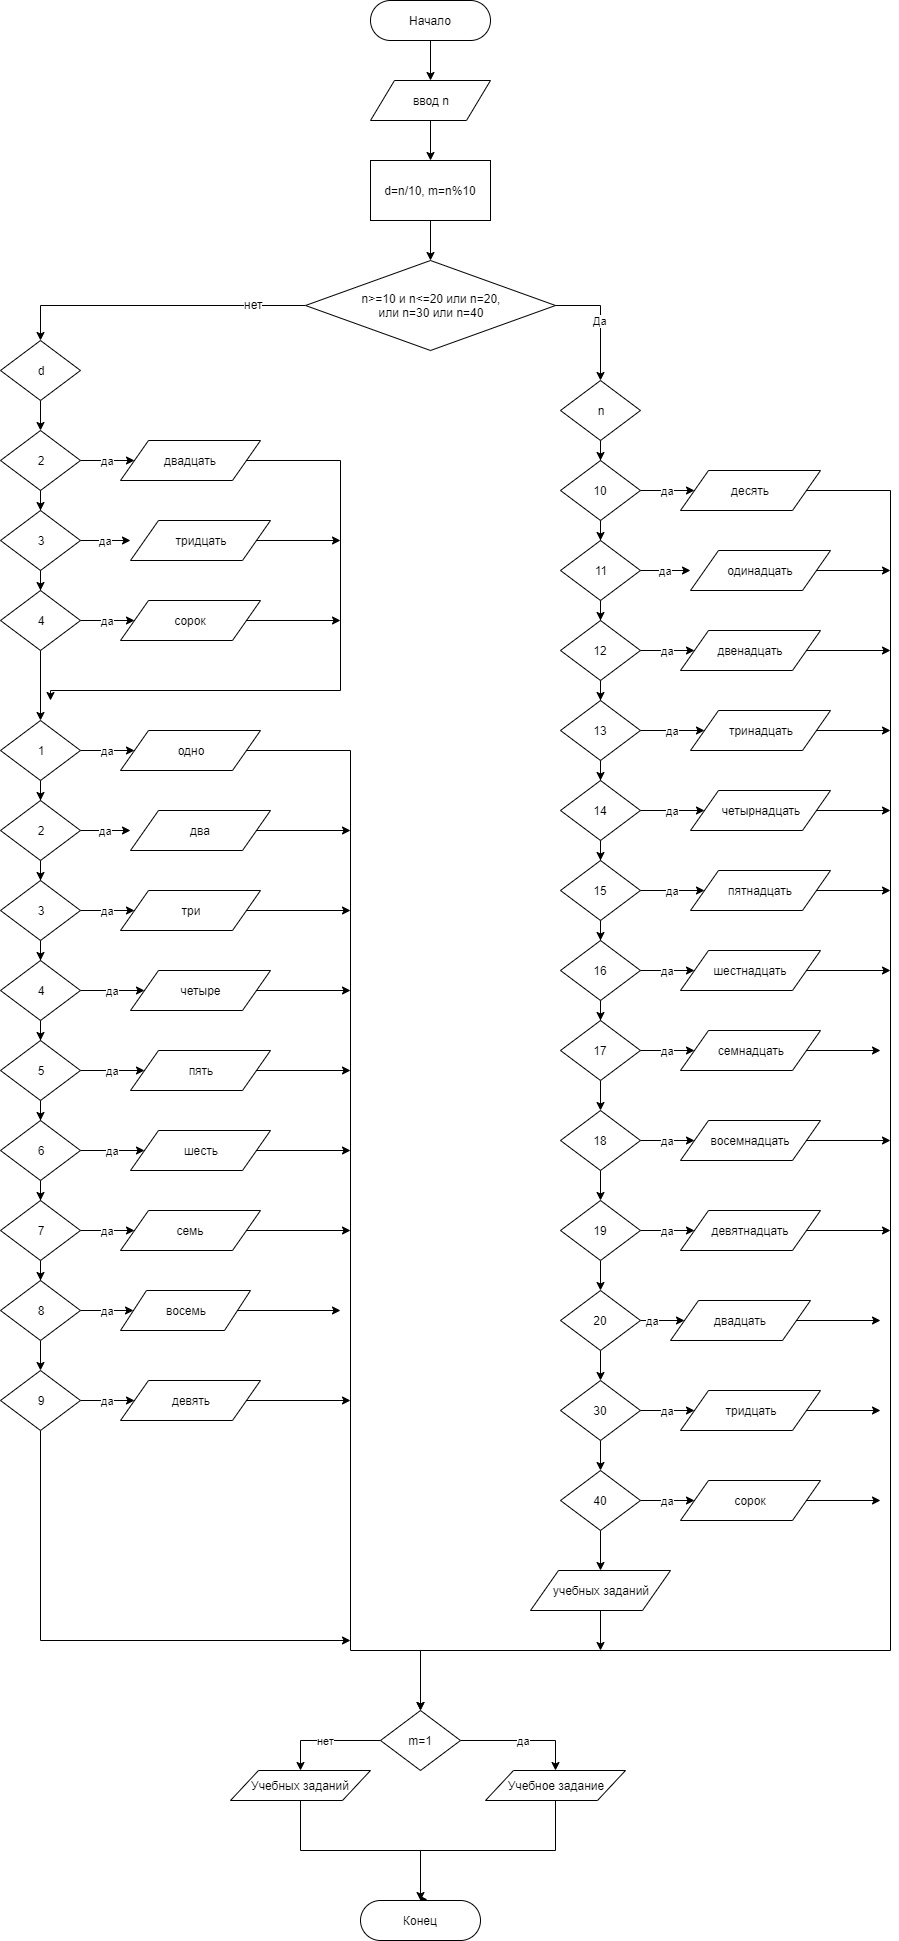 Начало
ввод n
d=n/10, m=n%10
n>=10 и n<=20 или n=20,
или n=30 или n=40
нет
Да
d
n
2
да
двадцать
10
да
десять
3
да
тридцать
11
да
одинадцать
4
да
сорок
12
да
двенадцать
13
да
тринадцать
1
да
одно
14
да
четырнадцать
2
да
два
15
да
пятнадцать
3
да
три
16
да
шестнадцать
4
да
четыре
17
да
семнадцать
5
да
пять
18
да
восемнадцать
6
да
шесть
19
да
девятнадцать
7
да
семь
20
да
двадцать
8
да
восемь
30
да
тридцать
9
да
девять
40
да
сорок
учебных заданий
m=1
нет
да
Учебных заданий
Учебное задание
Конец